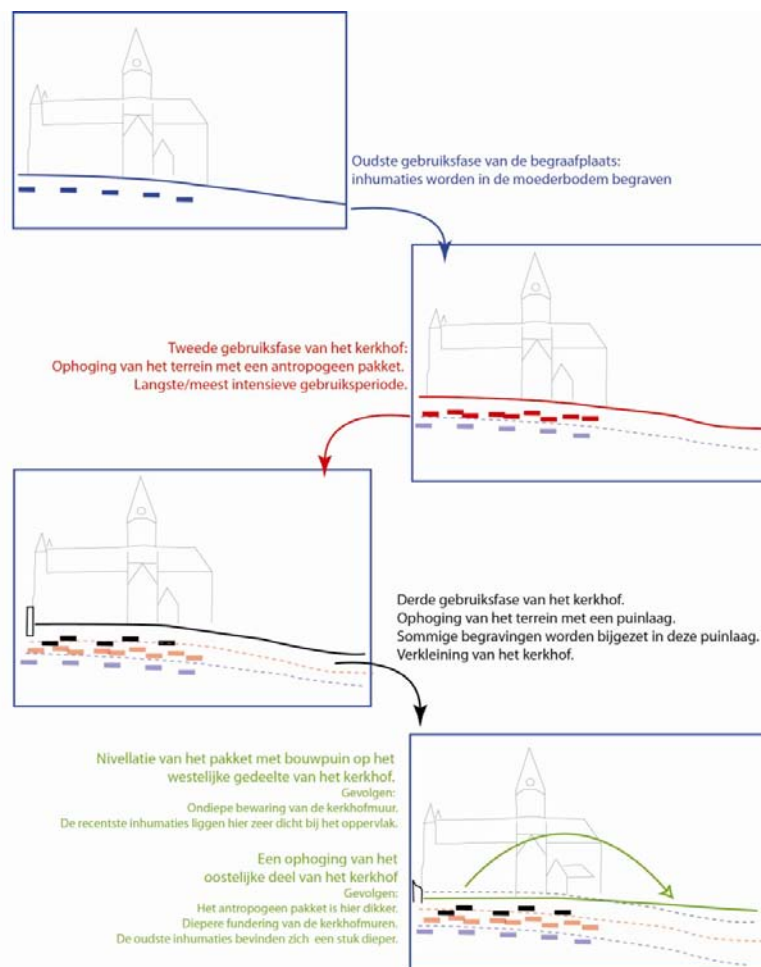 Oudste gebruiksfase van de begraafplaats:
inhumaties worden in de moederbodem begraven
Tweede gebruiksfase van het kerkhof:
Ophoging van het terrein met een antropogeen pakket.
Langste/meest intensieve gebruiksperiode.
Derde gebruiksfase van het kerkhof.
Ophoging van het terrein met een puinlaag.
Sommige begravingen worden bijgezet in deze puinlaag.
Verkleining van het kerkhof.
Nivellatie van het pakket met bouwpuin op het
westelijke gedeelte van het kerkhof.
Gevolgen:
Ondiepe bewaring van de kerkhofmuur.
De recentste inhumaties liggen hier zeer dicht bij het oppervlak.
Een ophoging van het
oostelijke deel van het kerkhof
Gevolgen:
Het antropogeen pakket is hier dikker.
Diepere fundering van de kerkhofmuren.
De oudste inhumaties bevinden zich een stuk dieper.